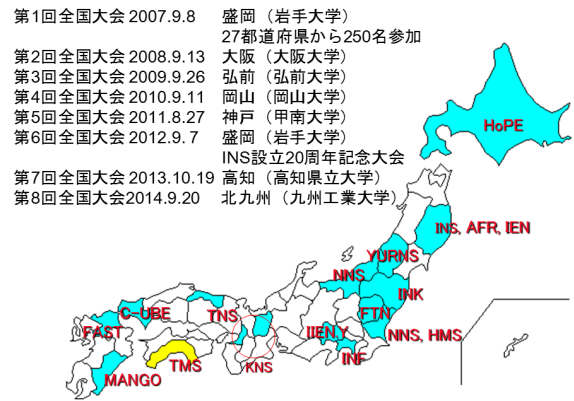 第1回全国大会 2007.9.8 盛岡（岩手大学）
27都道府県から250名参加
第2回全国大会 2008.9.13 大阪（大阪大学）
第3回全国大会 2009.9.26 弘前（弘前大学）
第4回全国大会 2010.9.11 岡山（岡山大学）
第5回全国大会 2011.8.27 神戸（甲南大学）
第6回全国大会 2012.9.7 盛岡（岩手大学）
INS設立20周年記念大会
第7回全国大会 2013.10.19 高知（高知県立大学）
第8回全国大会2014.9.20 北九州（九州工業大学）
HoPE
INS, AFR, IEN
YURNS
NNS
INK
C-UBE
TNS
FTN
FAST
IIEN.Y
NNS, HMS
INF
MANGO
TMS
KNS